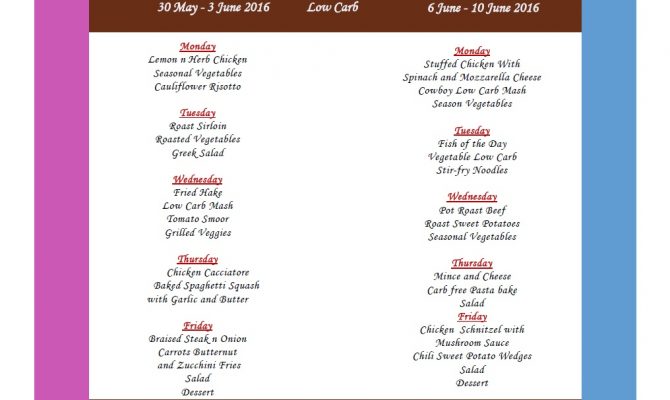 30 May - 3 June 2016
Low Carb
6 June - 10 June 2016
Monday
Lemon n Herb Chicken
Seasonal Vegetables
Cauliflower Risotto
Tuesday
Roast Sirloin
Roasted Vegetables
Greek Salad
Wednesday
Fried Hake
Low Carb Mash
Tomato Smoor
Grilled Veggies
Thursday
Chicken Cacciatore
Baked Spaghetti Squash
with Garlic and Butter
Friday
Braised Steak n Onion
Carrots Butternut
and Zucchini Fries
Salad
Dessert
Monday
Stuffed Chicken With
Spinach and Mozzarella Cheese
Cowboy Low Carb Mash
Season Vegetables
Tuesday
Fish of the Day
Vegetable Low Carb
Stir-fry Noodles
Wednesday
Pot Roast Beef
Roast Sweet Potatoes
Seasonal Vegetables
Thursday
Mince and Cheese
Carb free Pasta bake
Salad
Friday
Chicken Schnitzel with
Mushroom Sauce
Chili Sweet Potato Wedges
Salad
Dessert